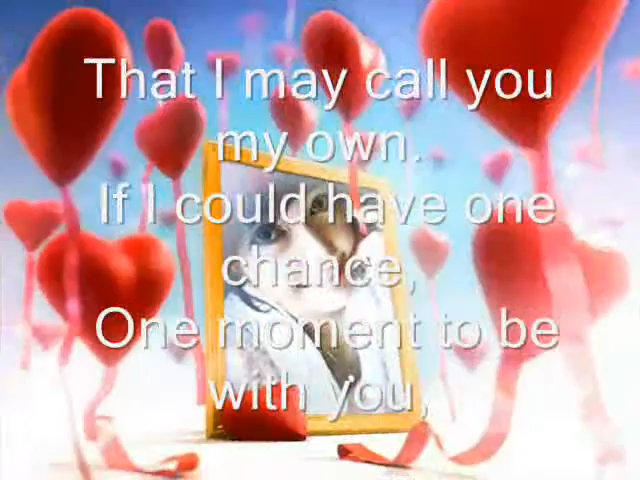 That I may call you
my own.
If I could have one
chance,
One moment to be
with you,